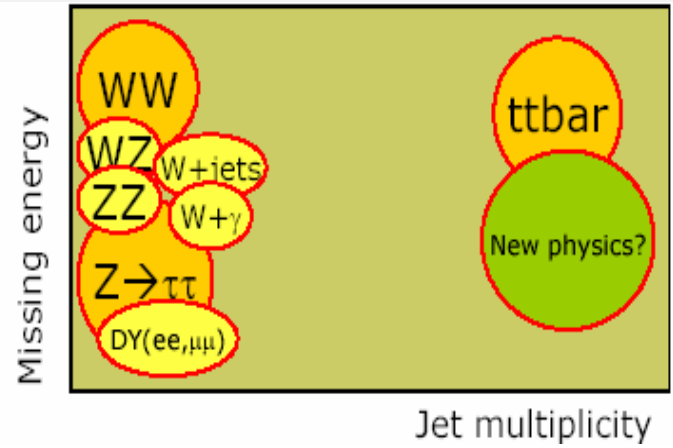 Missing energy
WW
ttbar
WZ
W+jets
ZZ
W+γ
New physics?
Z→ττ
DY(ee,μμ)
Jet multiplicity